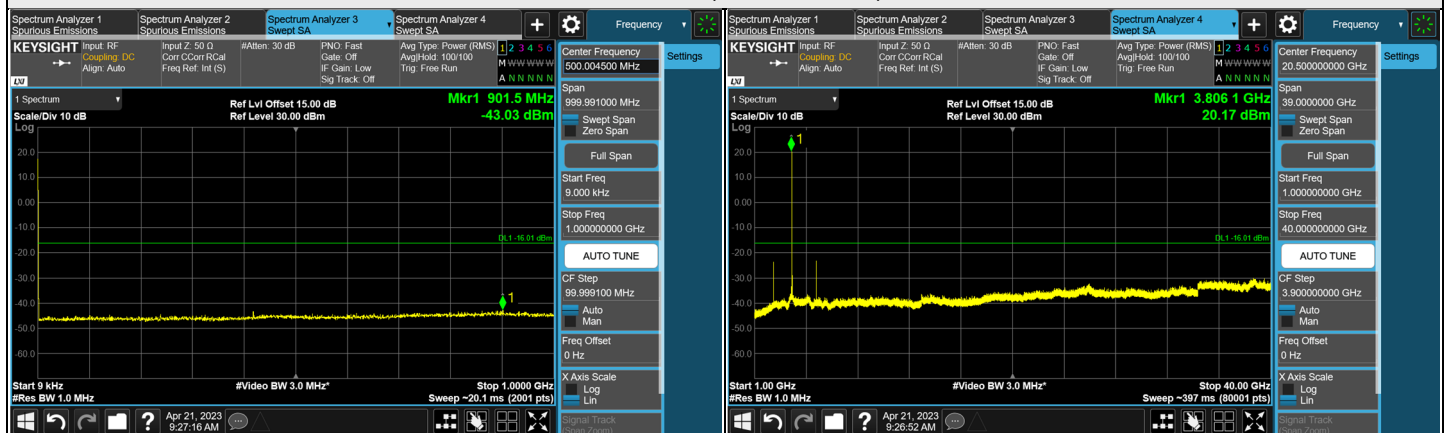 Spectrum Analyzer 1
Spurious Emissions
Spectrum Analyzer 2
Spurious Emissions
Spectrum Analyzer 3
Swept SA
Spectrum Analyzer 4
Swept SA
+
Frequency
KEYSIGHT
Input: RF
Coupling: DC
Align: Auto
Input Z: 50 Ω
Corr CCorr RCal
Freq Ref: Int (S)
#Atten: 30 dB
PNO: Fast
Gate: Off
IF Gain: Low
Sig Track: Off
Avg Type: Power (RMS)
Avg|Hold: 100/100
Trig: Free Run
1 2 3 4 5 6
M W W W W W
A N N N N N
LXI
1 Spectrum
Scale/Div 10 dB
Log
Ref Lvl Offset 15.00 dB
Ref Level 30.00 dBm
Mkr1 901.5 MHz
-43.03 dBm
20.0
10.0
0.00
-10.0
-20.0
-30.0
-40.0
-50.0
-60.0
DL1 -16.01 dBm
1
Start 9 kHz
#Res BW 1.0 MHz
#Video BW 3.0 MHz*
Stop 1.0000 GHz
Sweep ~20.1 ms (2001 pts)
Center Frequency
500.004500 MHz
Span
999.991000 MHz
Swept Span
Zero Span
Full Span
Start Freq
9.000 kHz
Stop Freq
1.000000000 GHz
AUTO TUNE
CF Step
99.999100 MHz
Auto
Man
Freq Offset
0 Hz
X Axis Scale
Log
Lin
Signal Track
(Span Zoom)
Settings
?
Apr 21, 2023
9:27:16 AM
Spectrum Analyzer 1
Spurious Emissions
Spectrum Analyzer 2
Spurious Emissions
Spectrum Analyzer 3
Swept SA
Spectrum Analyzer 4
Swept SA
+
Frequency
KEYSIGHT
Input: RF
Coupling: DC
Align: Auto
Input Z: 50 Ω
Corr CCorr RCal
Freq Ref: Int (S)
#Atten: 30 dB
PNO: Fast
Gate: Off
IF Gain: Low
Sig Track: Off
Avg Type: Power (RMS)
Avg|Hold: 100/100
Trig: Free Run
1 2 3 4 5 6
M W W W W W
A N N N N N
LXI
1 Spectrum
Scale/Div 10 dB
Log
Ref Lvl Offset 15.00 dB
Ref Level 30.00 dBm
Mkr1 3.806 1 GHz
20.17 dBm
20.0
10.0
0.00
-10.0
-20.0
-30.0
-40.0
-50.0
-60.0
DL1 -16.01 dBm
1
Start 1.00 GHz
#Res BW 1.0 MHz
#Video BW 3.0 MHz*
Stop 40.00 GHz
Sweep ~397 ms (80001 pts)
Center Frequency
20.500000000 GHz
Span
39.0000000 GHz
Swept Span
Zero Span
Full Span
Start Freq
1.000000000 GHz
Stop Freq
40.000000000 GHz
AUTO TUNE
CF Step
3.900000000 GHz
Auto
Man
Freq Offset
0 Hz
X Axis Scale
Log
Lin
Signal Track
(Span Zoom)
Settings
?
Apr 21, 2023
9:26:52 AM